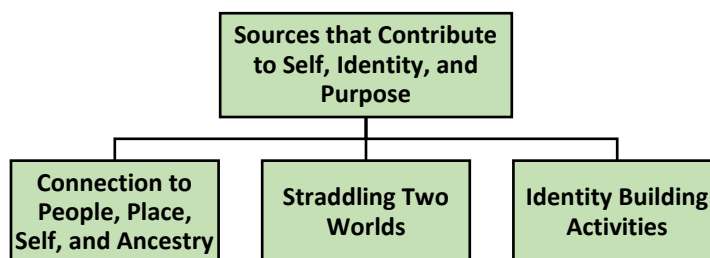 Sources that Contribute
to Self, Identity, and
Purpose
Connection to
People, Place,
Self, and Ancestry
Straddling Two
Worlds
Identity Building
Activities